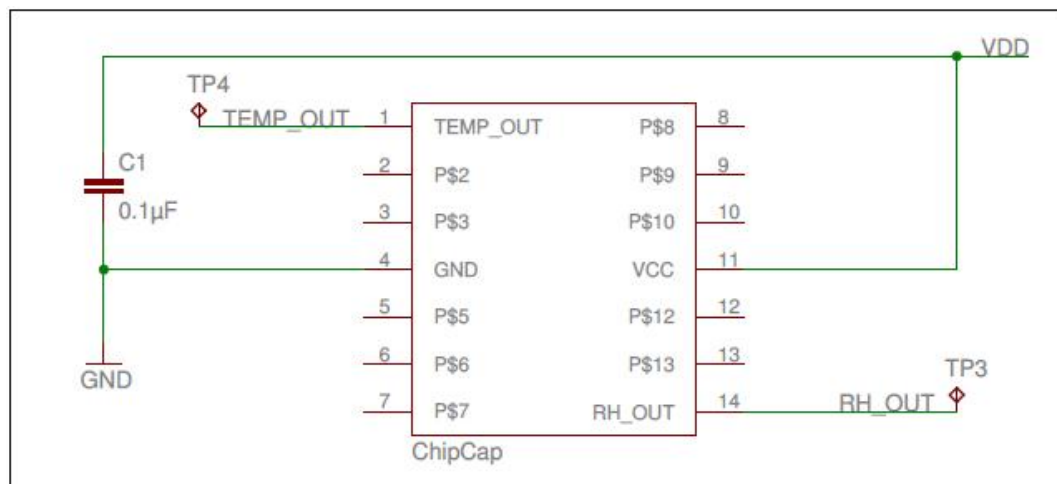 VDD
TP4
TEMP_OUT 1 TEMP_OUT P$8 8
C1
2 P$2 P$9 9
0.1µF
3 P$3 P$10 10
4 GND VCC 11
5 P$5 P$12 12
6 P$6 P$13 13
GND
TP3
7 P$7 RH_OUT 14 RH_OUT
ChipCap